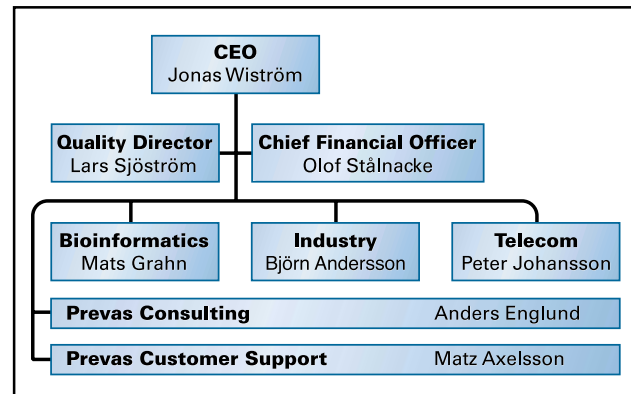 CEO
Jonas Wiström
Quality Director
Lars Sjöström
Chief Financial Officer
Olof Stålnacke
Bioinformatics
Mats Grahn
Industry
Björn Andersson
Telecom
Peter Johansson
Prevas Consulting Anders Englund
Prevas Customer Support Matz Axelsson